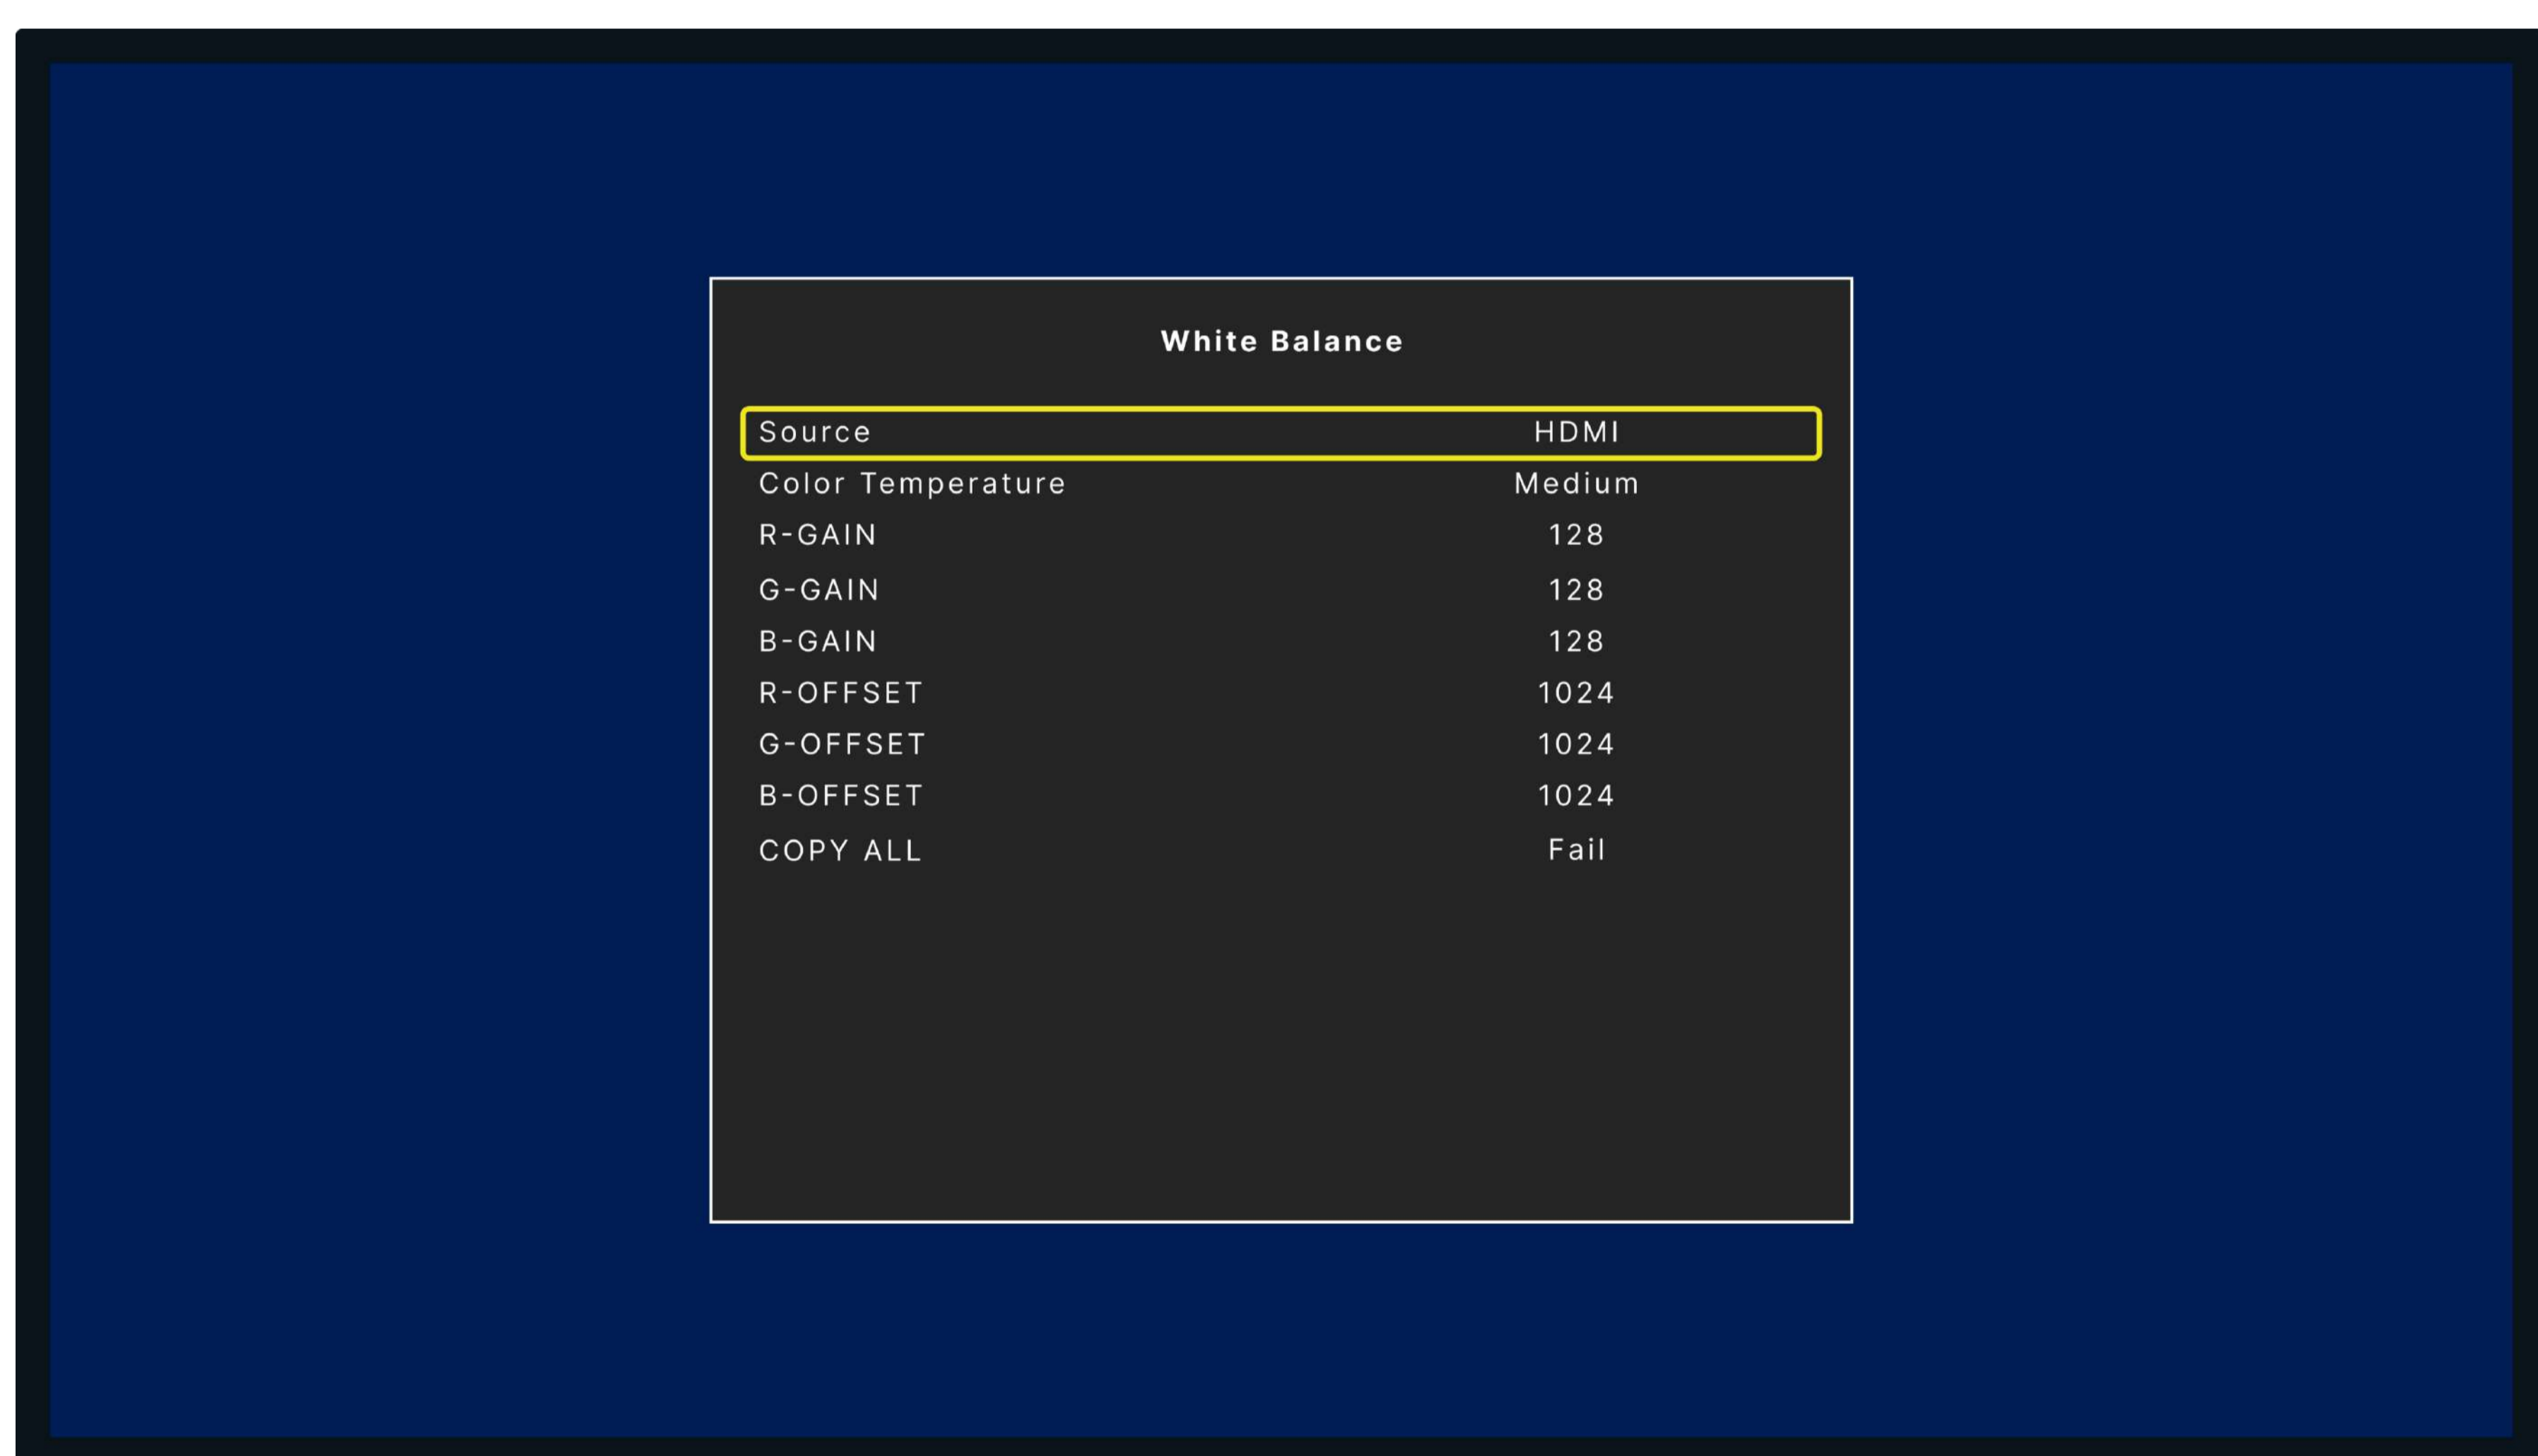 White Balance
Source HDMI
Color Temperature Medium
R-GAIN 128
G-GAIN 128
B-GAIN 128
R-OFFSET 1024
G-OFFSET 1024
B-OFFSET 1024
COPY ALL Fail